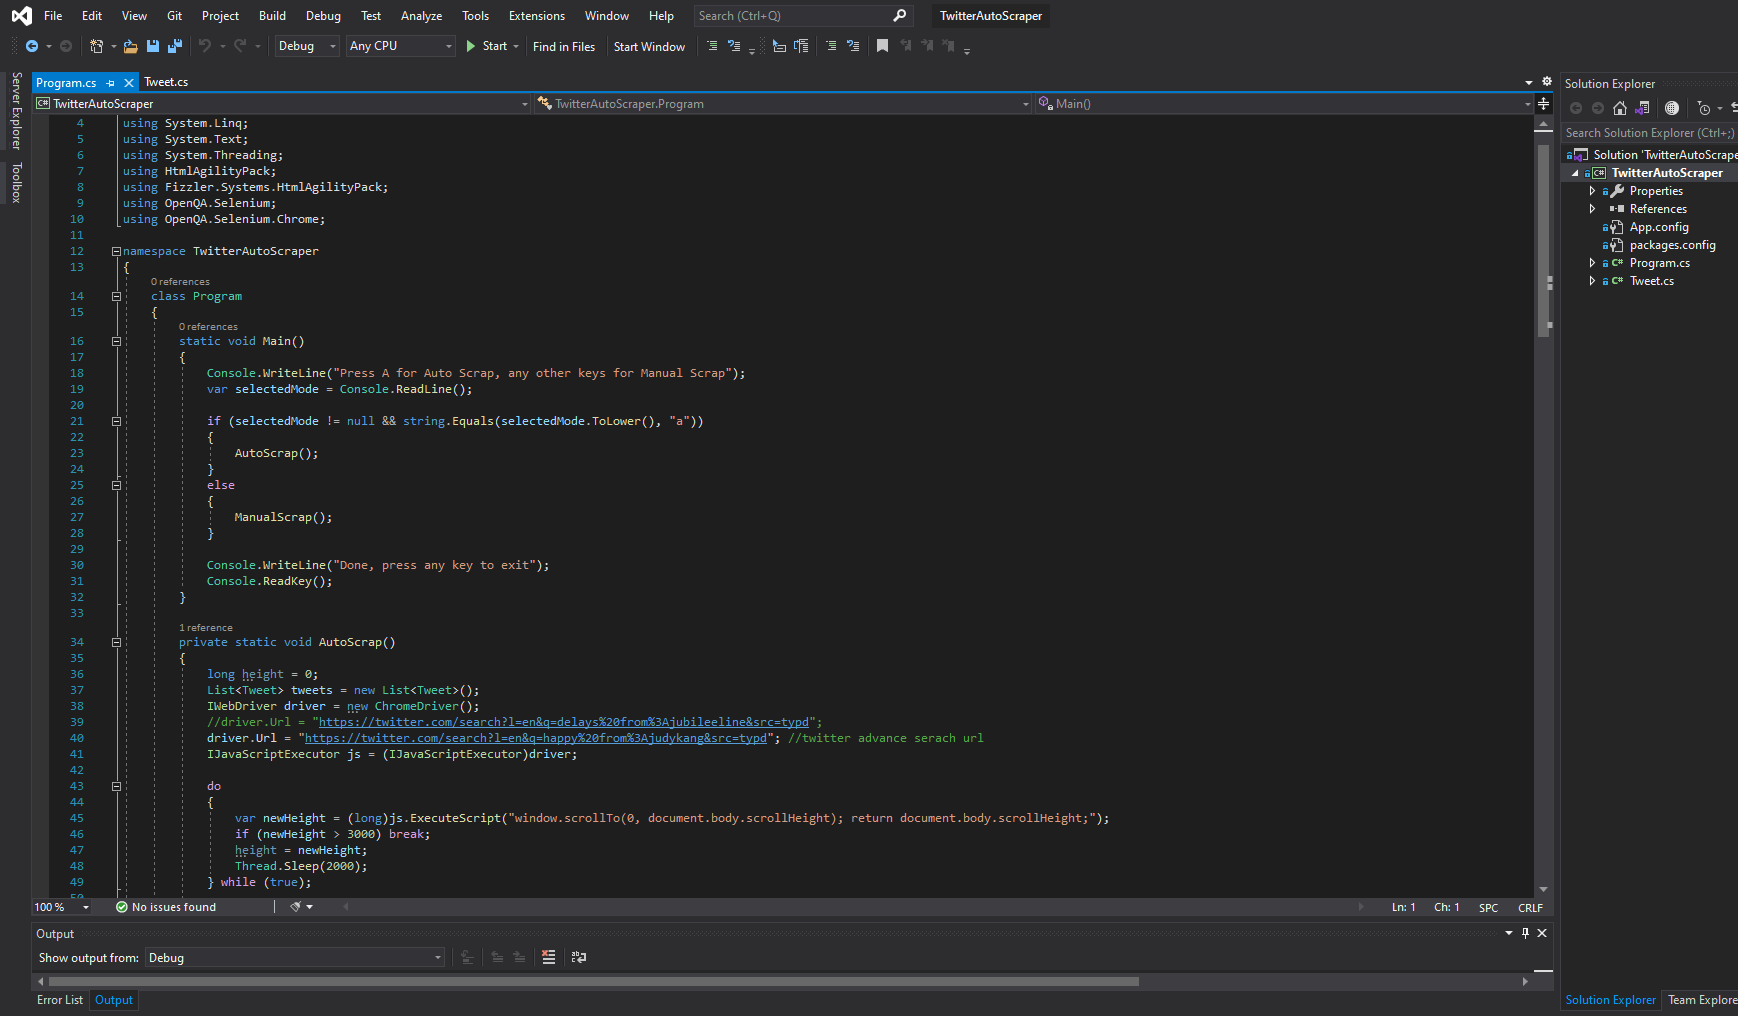 File Edit View Git Project Build Debug Test Analyze Tools Extensions Window Help Search (Ctrl+Q) TwitterAutoScraper
Debug Any CPU Start Find in Files Start Window
Server Explorer
Toolbox
Program.cs Tweet.cs
TwitterAutoScraper TwitterAutoScraper.Program Main()
4 using System.Linq;
5 using System.Text;
6 using System.Threading;
7 using HtmlAgilityPack;
8 using Fizzler.Systems.HtmlAgilityPack;
9 using OpenQA.Selenium;
10 using OpenQA.Selenium.Chrome;
11
12 namespace TwitterAutoScraper
13 {
0 references
14 class Program
15 {
0 references
16 static void Main()
17 {
18 Console.WriteLine("Press A for Auto Scrap, any other keys for Manual Scrap");
19 var selectedMode = Console.ReadLine();
20
21 if (selectedMode != null && string.Equals(selectedMode.ToLower(), "a"))
22 {
23 AutoScrap();
24 }
25 else
26 {
27 ManualScrap();
28 }
29
30 Console.WriteLine("Done, press any key to exit");
31 Console.ReadKey();
32 }
33
1 reference
34 private static void AutoScrap()
35 {
36 long height = 0;
37 List<Tweet> tweets = new List<Tweet>();
38 IWebDriver driver = new ChromeDriver();
39 //driver.Url = "https://twitter.com/search?l=en&q=delays%20from%3Ajubileeline&src=typd";
40 driver.Url = "https://twitter.com/search?l=en&q=happy%20from%3Ajudykang&src=typd"; //twitter advance serach url
41 IJavaScriptExecutor js = (IJavaScriptExecutor)driver;
42
43 do
44 {
45 var newHeight = (long)js.ExecuteScript("window.scrollTo(0, document.body.scrollHeight); return document.body.scrollHeight;");
46 if (newHeight > 3000) break;
47 height = newHeight;
48 Thread.Sleep(2000);
49 } while (true);
50
100 % No issues found Ln: 1 Ch: 1 SPC CRLF
Output
Show output from: Debug
Error List Output
Solution Explorer
Search Solution Explorer (Ctrl+;)
Solution 'TwitterAutoScrape
TwitterAutoScraper
Properties
References
App.config
packages.config
Program.cs
Tweet.cs
Solution Explorer Team Explore